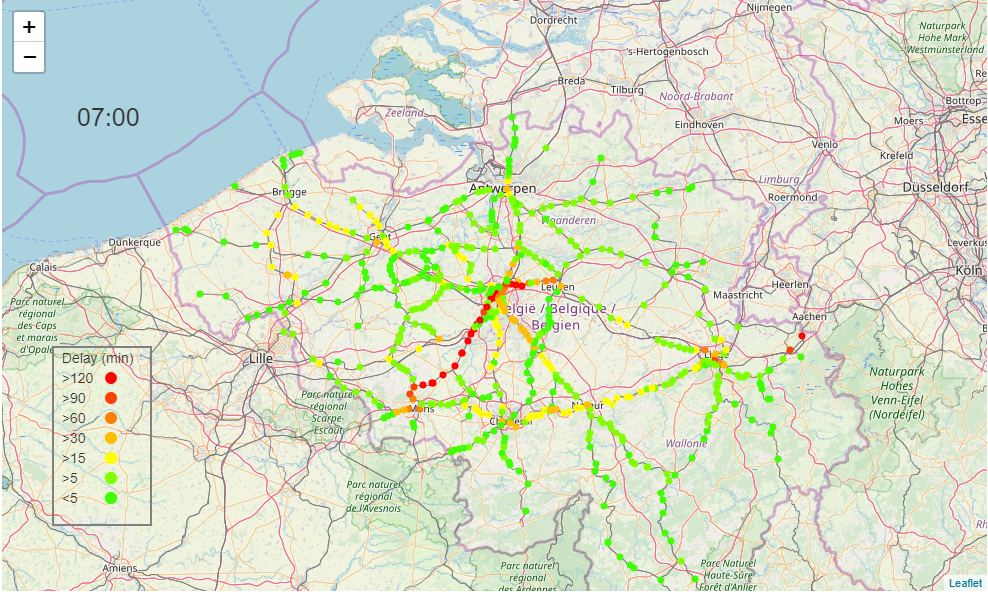 +
−
07:00
Nijmegen
Dordrecht
Naturpark
Hohe Mark
-Westmünsterland
's-Hertogenbosch
Breda
Tilburg
Noord-Brabant
Bottrop
Zeeland
Moers
Essen
Eindhoven
Venlo
Krefeld
Antwerpen
Limburg
Düsseldorf
Brugge
Roermond
aanderen
Gent
Dunkerque
Leverkus
Calais
Köln
Leuven
Heerlen
Maastricht
Parc naturel
régional
des Caps
et marais
d'Opale
België / Belgique /
Belgien
Aachen
Lille
Liège
Delay (min)
>120
>90
>60
>30
>15
>5
<5
Naturpark
Hohes
Venn-Eifel
(Nordeifel)
Parc naturel
régional
Scarpe-
Escaut
Mons
Namur
Charleroi
Wallonie
Parc naturel
régional
de l'Avesnois
Amiens
Parc naturel
régional
des Ardennes
Parc Naturel
Haute-Sûre
Forêt d'Anlier
Rh
Leaflet